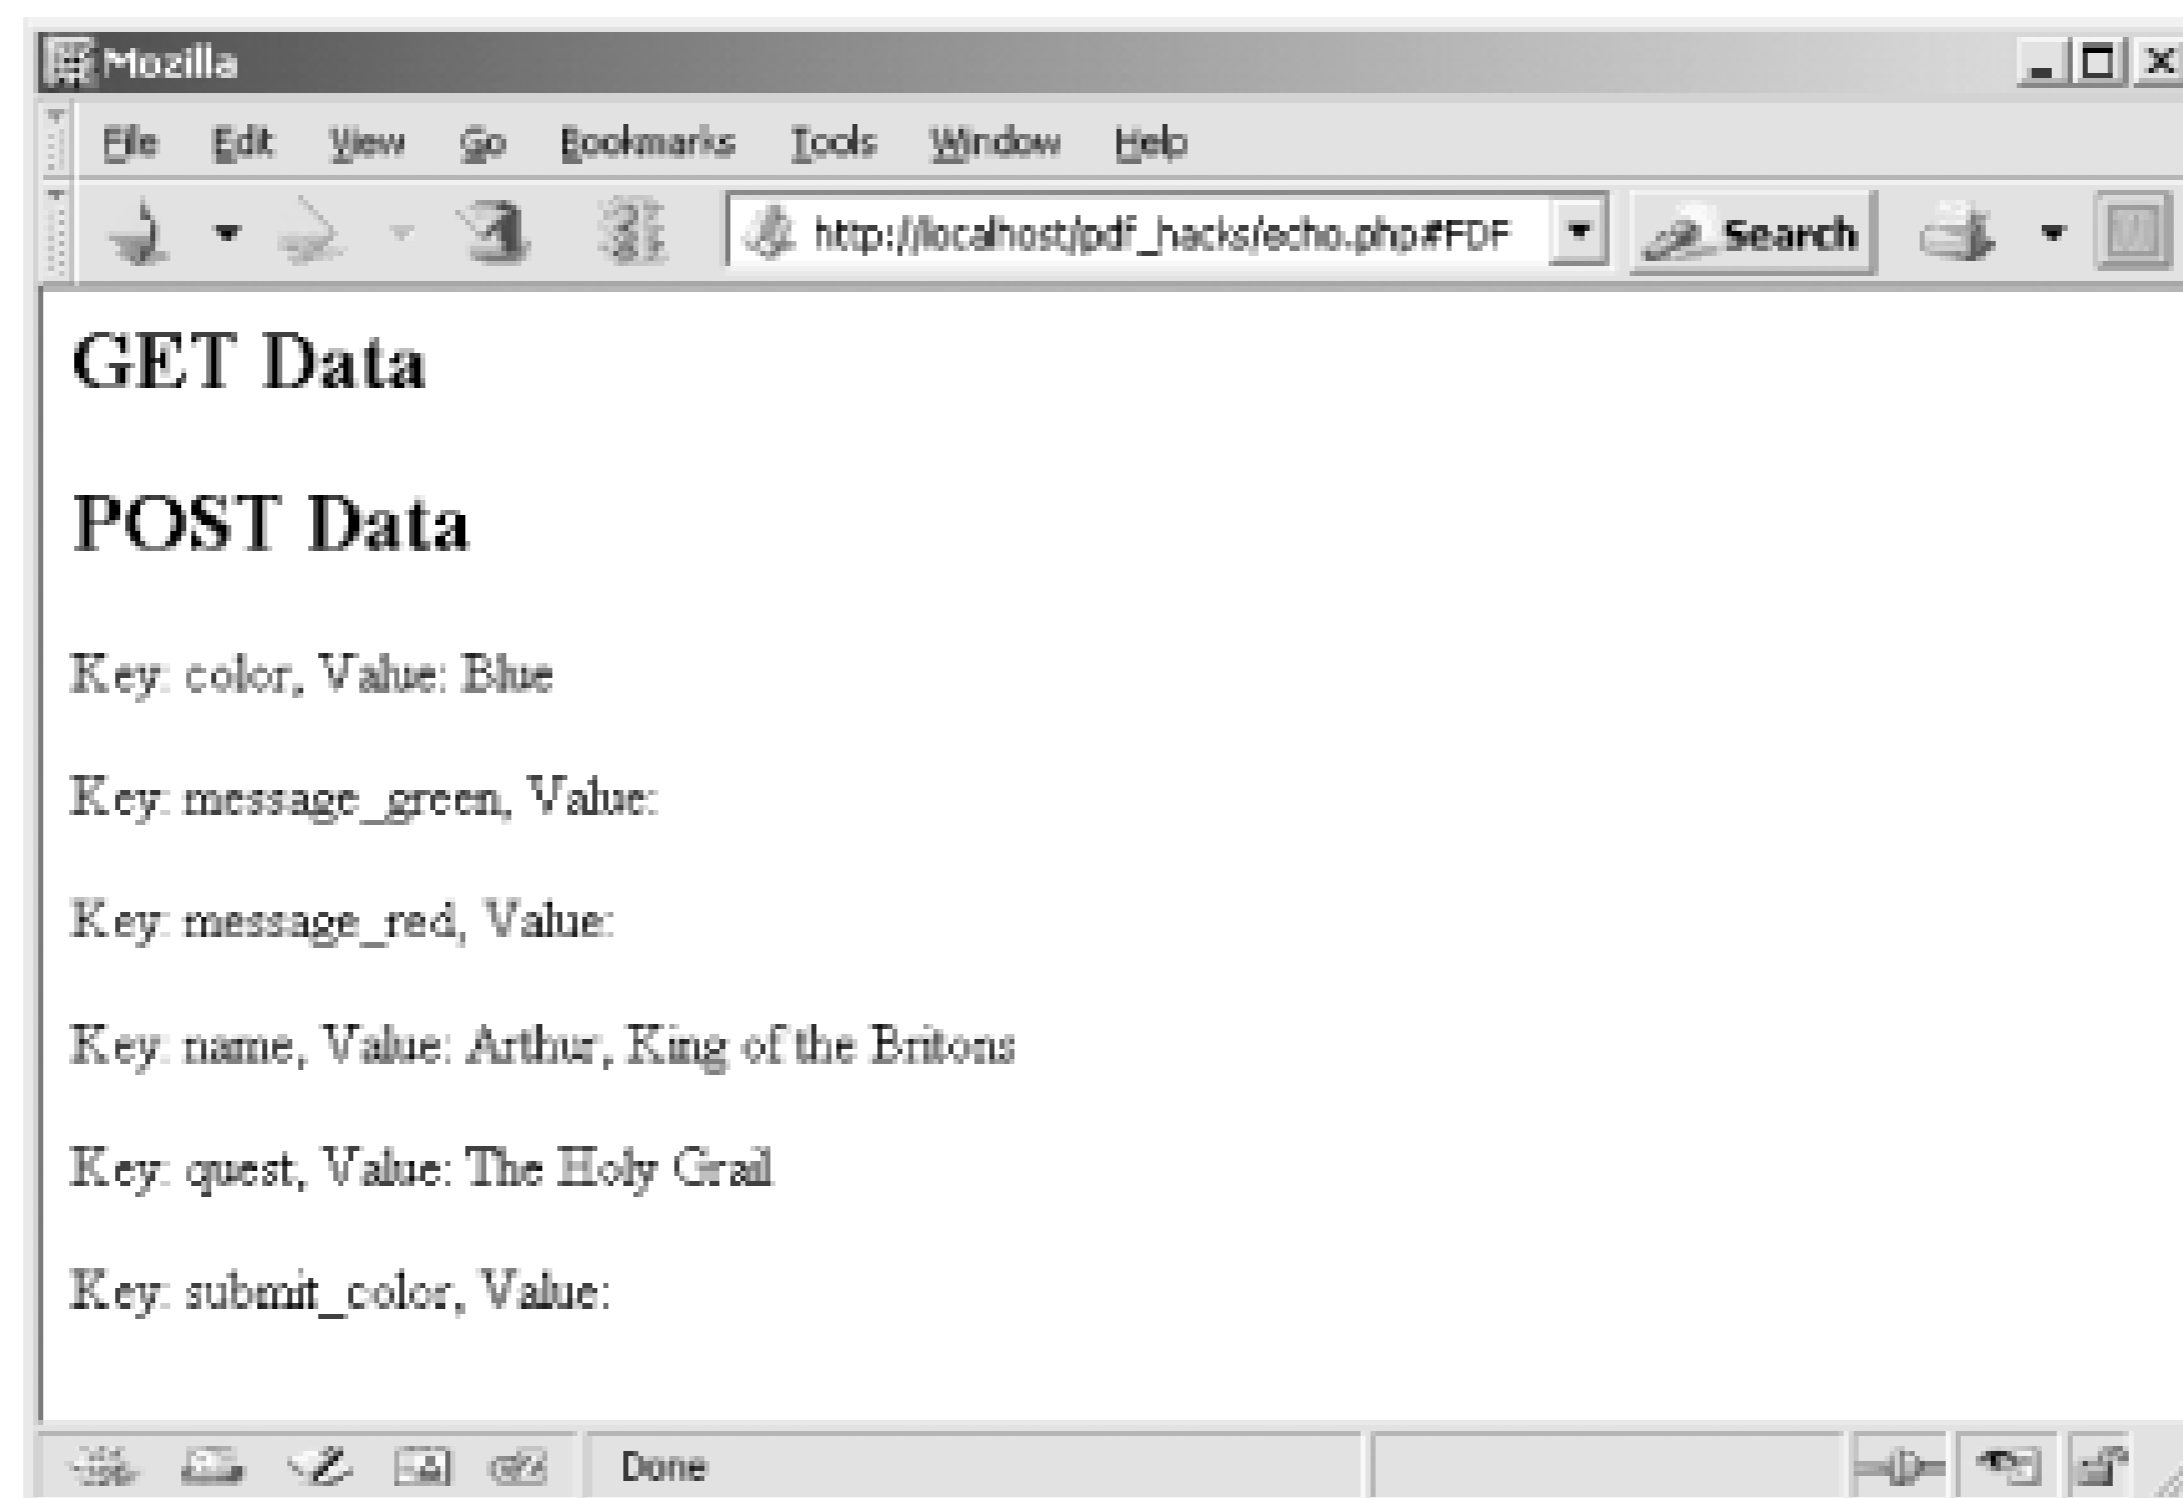 Mozilla
File Edit View Go Bookmarks Tools Window Help
http://localhost/pdf_hacks/echo.php#FDF Search
GET Data
POST Data
Key: color, Value: Blue
Key: message_green, Value:
Key: message_red, Value:
Key: name, Value: Arthur, King of the Britons
Key: quest, Value: The Holy Grail
Key: submit_color, Value:
Done